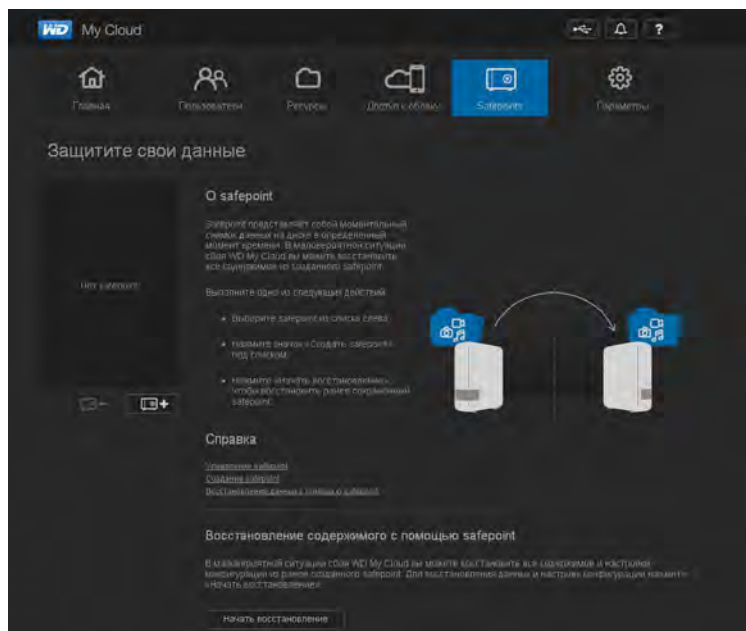 WD My Cloud
?
Главная Пользователи Ресурсы Доступ к облаку Safepoints Параметры
Защитите свои данные
Нет safepoint
О safepoint
Safepoint представляет собой моментальный
снимок данных на диске в определенный
момент времени. В маловероятной ситуации
сбоя WD My Cloud вы можете восстановить
все содержимое из созданного safepoint.
Выполните одно из следующих действий
• Выберите safepoint из списка слева.
• Нажмите значок «Создать safepoint»
под списком.
• Нажмите «Начать восстановление»,
чтобы восстановить ранее сохраненный
safepoint.
Справка
Управление safepoint
Создание safepoint
Восстановление данных с помощью safepoint
Восстановление содержимого с помощью safepoint
В маловероятной ситуации сбоя WD My Cloud вы можете восстановить все содержимое и настройки
конфигурации из ранее созданного safepoint. Для восстановления данных и настроек конфигурации нажмите
«Начать восстановление».
Начать восстановление